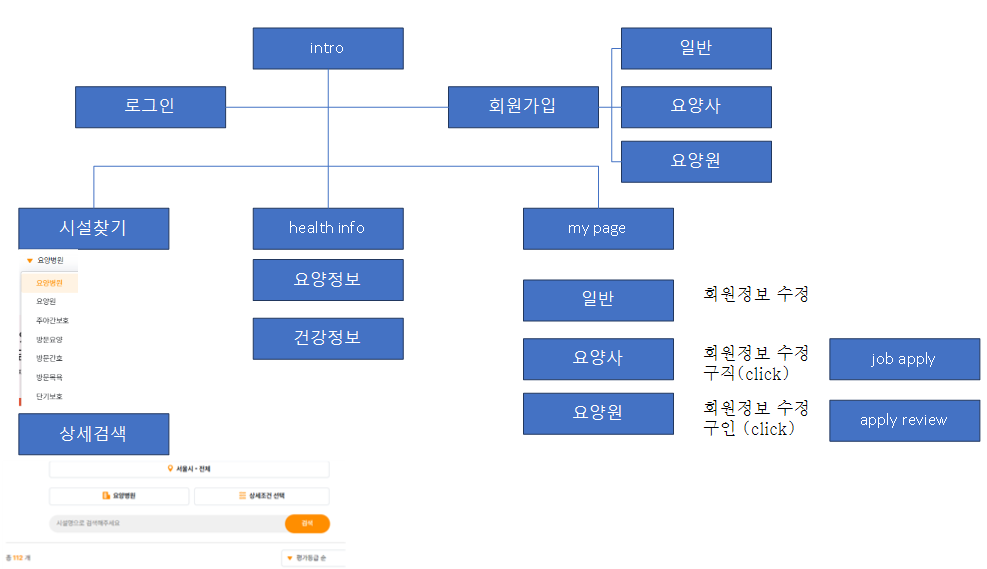 intro
일반
로그인
회원가입
요양사
요양원
시설찾기
health info
my page
요양병원
요양병원
요양원
주야간보호
방문요양
방문간호
방문목욕
단기보호
요양정보
건강정보
일반
회원정보 수정
요양사
회원정보 수정
구직(click)
job apply
요양원
회원정보 수정
구인 (click)
apply review
상세검색
서울시 · 전체
요양병원
상세조건 선택
시설명으로 검색해주세요
검색
총 112 개
평가등급 순